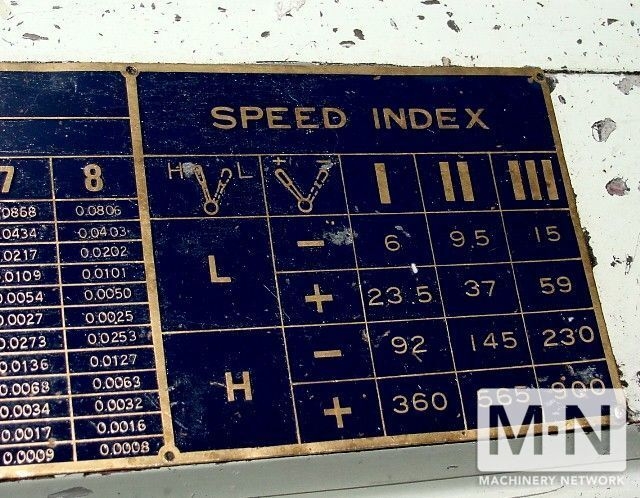 SPEED INDEX
7 8 H L + − I II III
0.0868 0.0806
0.0434 0.0403
0.0217 0.0202 L − 6 9.5 15
0.0109 0.0101
0.0054 0.0050 + 23.5 37 59
0.0027 0.0025
0.0273 0.0253 − 92 145 230
0.0136 0.0127
0.0068 0.0063 H
0.0034 0.0032 + 360 565 900
0.0017 0.0016
0.0009 0.0008
M·N
MACHINERY NETWORK